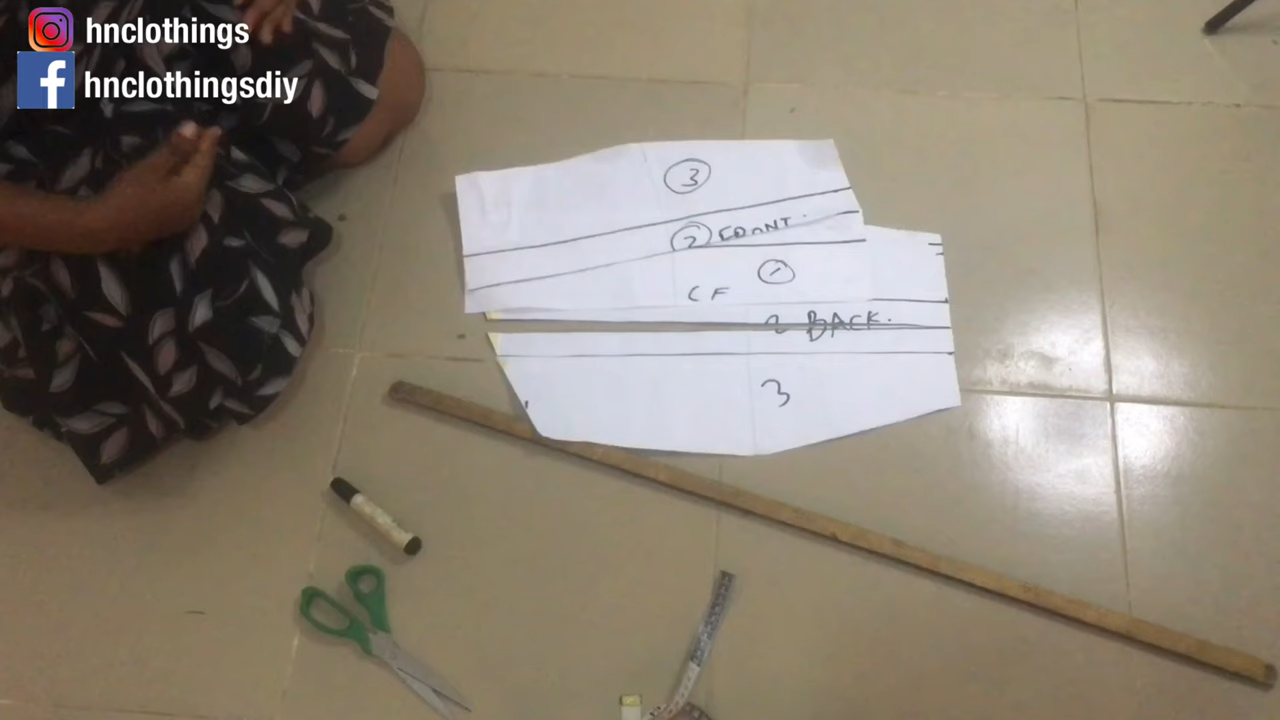 hnclothings
hnclothingsdiy
3
2 FRONT.
1
CF
2 BACK.
3